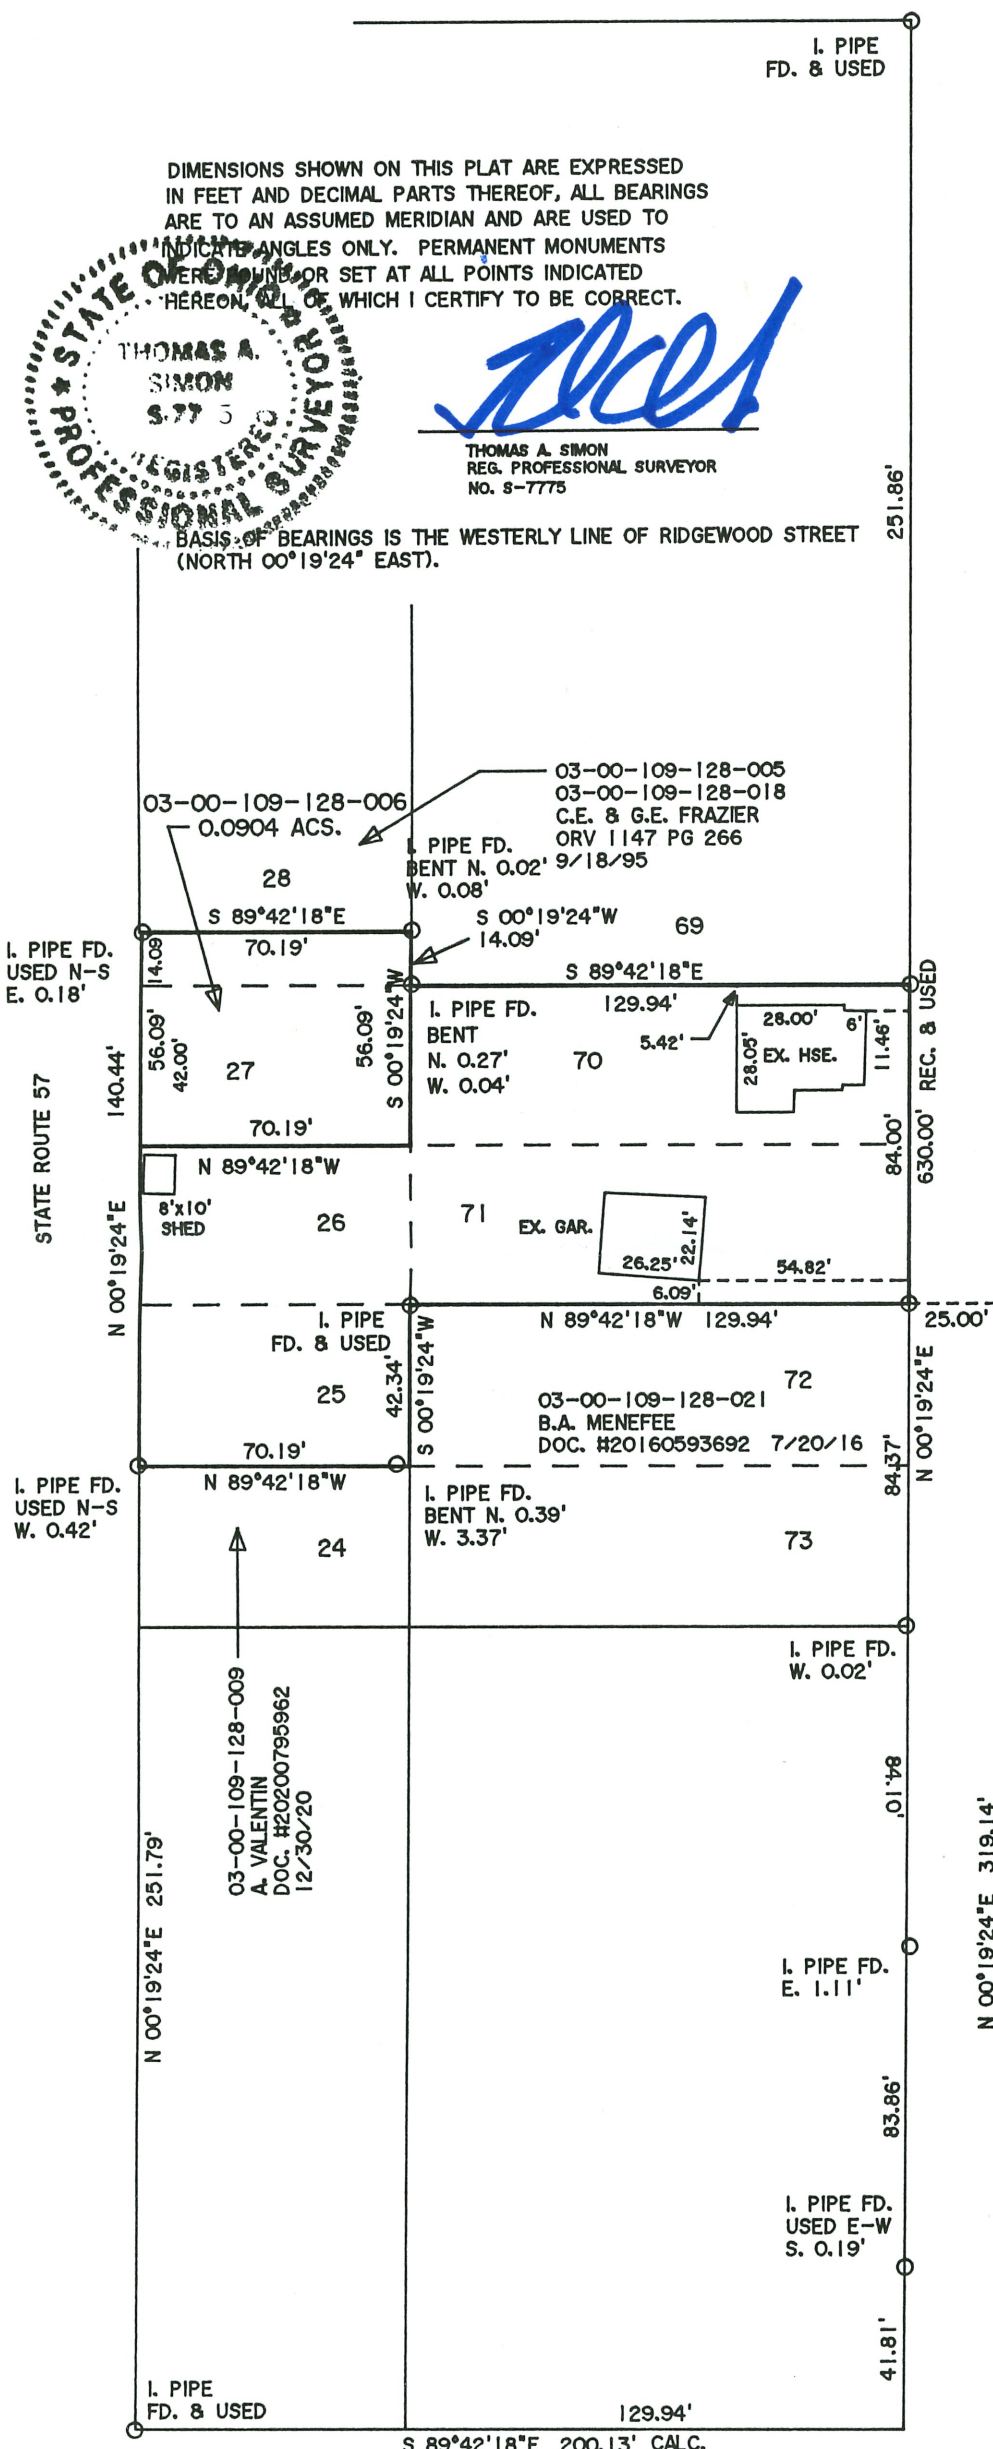 I. PIPE
FD. & USED
DIMENSIONS SHOWN ON THIS PLAT ARE EXPRESSED
IN FEET AND DECIMAL PARTS THEREOF, ALL BEARINGS
ARE TO AN ASSUMED MERIDIAN AND ARE USED TO
INDICATE ANGLES ONLY. PERMANENT MONUMENTS
WERE FOUND OR SET AT ALL POINTS INDICATED
HEREON, ALL OF WHICH I CERTIFY TO BE CORRECT.
STATE OF OHIO
THOMAS A.
SIMON
REGISTERED
PROFESSIONAL SURVEYOR
THOMAS A. SIMON
REG. PROFESSIONAL SURVEYOR
NO. S-7775
251.86'
BASIS OF BEARINGS IS THE WESTERLY LINE OF RIDGEWOOD STREET
(NORTH 00°19'24" EAST).
03-00-109-128-005
03-00-109-128-018
C.E. & G.E. FRAZIER
ORV 1147 PG 266
9/18/95
03-00-109-128-006
0.0904 ACS.
I. PIPE FD.
BENT N. 0.02'
W. 0.08'
28
S 89°42'18"E
70.19'
S 00°19'24"W
14.09'
69
I. PIPE FD.
USED N-S
E. 0.18'
14.09
S 89°42'18"E
129.94'
I. PIPE FD.
BENT
N. 0.27'
W. 0.04'
56.09'
42.00'
27
56.09'
S 00°19'24"W
70
5.42'
28.00'
6'
28.05'
EX. HSE.
11.46'
630.00' REC. & USED
84.00'
STATE ROUTE 57
N 00°19'24"E 140.44'
70.19'
N 89°42'18"W
8'x10'
SHED
26
71
EX. GAR.
26.25'
22.14'
54.82'
6.09'
N 89°42'18"W 129.94'
25.00'
I. PIPE
FD. & USED
25
42.34'
S 00°19'24"W
72
03-00-109-128-021
B.A. MENEFEE
DOC. #20160593692 7/20/16
84.37'
N 00°19'24"E
70.19'
N 89°42'18"W
I. PIPE FD.
USED N-S
W. 0.42'
I. PIPE FD.
BENT N. 0.39'
W. 3.37'
24
73
I. PIPE FD.
W. 0.02'
03-00-109-128-009
A. VALENTIN
DOC. #20200795962
12/30/20
84.10'
N 00°19'24"E 251.79'
N 00°19'24"E 319.14'
I. PIPE FD.
E. 1.11'
83.86'
I. PIPE FD.
USED E-W
S. 0.19'
41.81'
I. PIPE
FD. & USED
129.94'
S 89°42'18"E 200.13' CALC.